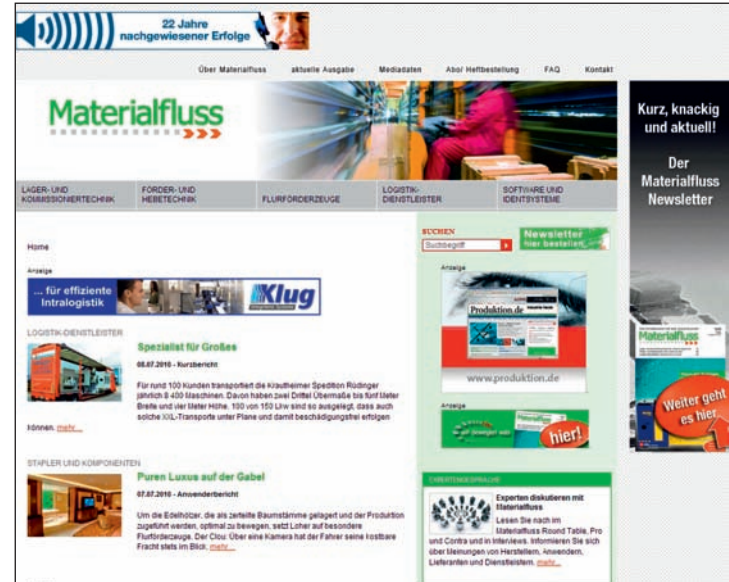 22 Jahre
nachgewiesener Erfolge
Über Materialfluss aktuelle Ausgabe Mediadaten Abo/ Heftbestellung FAQ Kontakt
Materialfluss
LAGER- UND
KOMMISSIONIERTECHNIK
FÖRDER- UND
HEBETECHNIK
FLURFÖRDERZEUGE
LOGISTIK-
DIENSTLEISTER
SOFTWARE UND
IDENTSYSTEME
Home
Anzeige
... für effiziente
Intralogistik
Klug
LOGISTIK-DIENSTLEISTER
Spezialist für Großes
08.07.2010 - Kurzbericht
Für rund 100 Kunden transportiert die Krautheimer Spedition Rüdinger
jährlich 8 400 Maschinen. Davon haben zwei Drittel Übermaße bis fünf Meter
Breite und vier Meter Höhe. 100 von 150 Lkw sind so ausgelegt, dass auch
solche XXL-Transporte unter Plane und damit beschädigungsfrei erfolgen
können. mehr...
STAPLER UND KOMPONENTEN
Puren Luxus auf der Gabel
07.07.2010 - Anwenderbericht
Um die Edelhölzer, die als zerteilte Baumstämme gelagert und der Produktion
zugeführt werden, optimal zu bewegen, setzt Loher auf besondere
Flurförderzeuge. Der Clou: Über eine Kamera hat der Fahrer seine kostbare
Fracht stets im Blick. mehr...
SUCHEN
Suchbegriff
Newsletter
hier bestellen
Anzeige
Produktion.de
www.produktion.de
Anzeige
hier!
EXPERTENGESPRÄCHE
Experten diskutieren mit
Materialfluss
Lesen Sie nach im
Materialfluss Round Table, Pro
und Contra und in Interviews. Informieren Sie sich
über Meinungen von Herstellern, Anwendern,
Lieferanten und Dienstleistern. mehr...
Kurz, knackig
und aktuell!
Der
Materialfluss
Newsletter
Materialfluss
Weiter geht
es hier